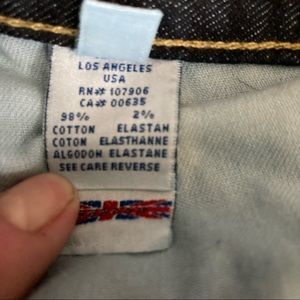 LOS ANGELES
USA
RN# 107906
CA# 00635
98% 2%
COTTON ELASTAN
COTON ELASTHANNE
ALGODON ELASTANE
SEE CARE REVERSE